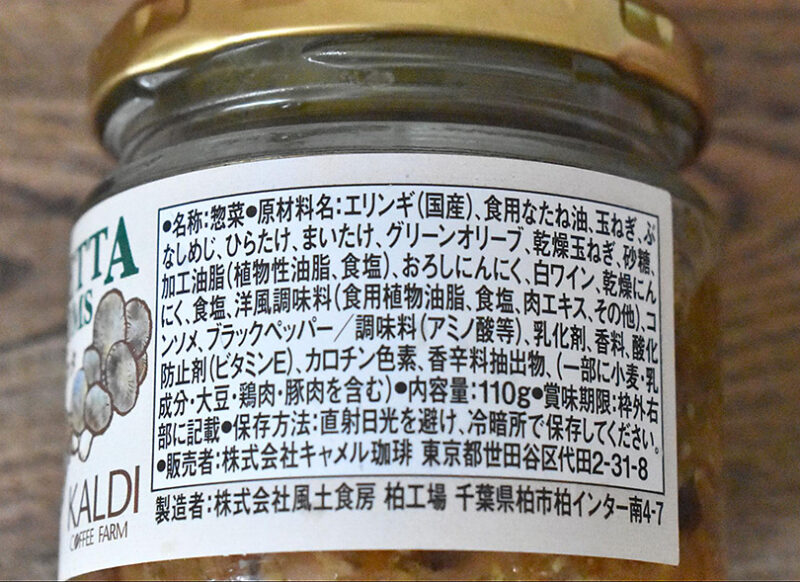 TTA
MS
KALDI
COFFEE FARM
●名称:惣菜●原材料名:エリンギ(国産)、食用なたね油、玉ねぎ、ぶ
なしめじ、ひらたけ、まいたけ、グリーンオリーブ、乾燥玉ねぎ、砂糖、
加工油脂(植物性油脂、食塩)、おろしにんにく、白ワイン、乾燥にん
にく、食塩、洋風調味料(食用植物油脂、食塩、肉エキス、その他)、コ
ンソメ、ブラックペッパー/調味料(アミノ酸等)、乳化剤、香料、酸化
防止剤(ビタミンE)、カロチン色素、香辛料抽出物、(一部に小麦・乳
成分・大豆・鶏肉・豚肉を含む)●内容量:110g●賞味期限:枠外右
部に記載●保存方法:直射日光を避け、冷暗所で保存してください。
●販売者:株式会社キャメル珈琲 東京都世田谷区代田2-31-8
製造者:株式会社風土食房 柏工場 千葉県柏市柏インター南4-7